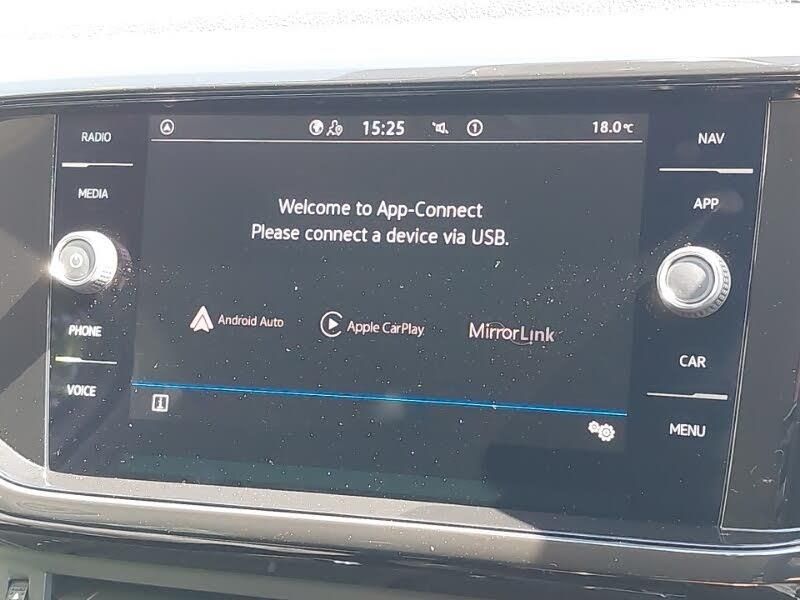 RADIO
MEDIA
PHONE
VOICE
15:25
1
18.0°C
Welcome to App-Connect
Please connect a device via USB.
Android Auto
Apple CarPlay
MirrorLink
i
NAV
APP
CAR
MENU